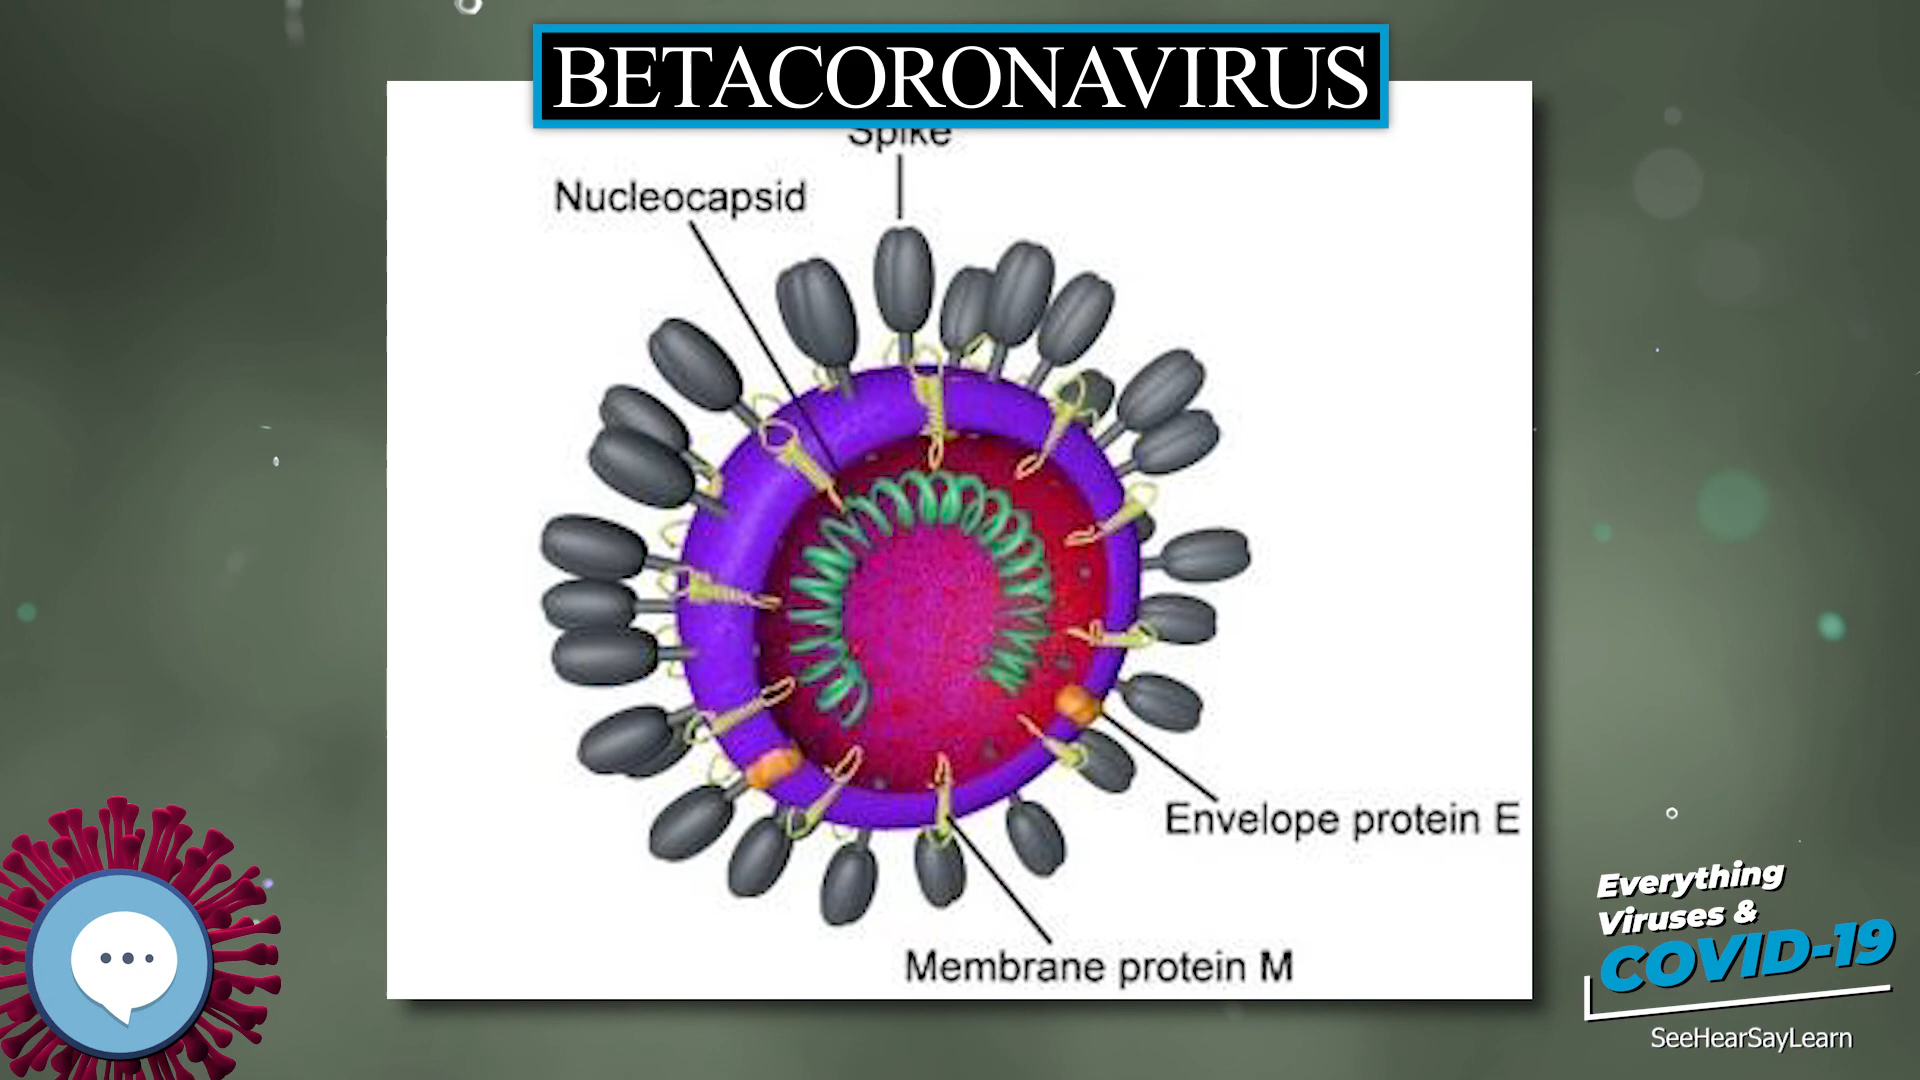 BETACORONAVIRUS
Spike
Nucleocapsid
Envelope protein E
Membrane protein M
Everything
Viruses &
COVID-19
SeeHearSayLearn